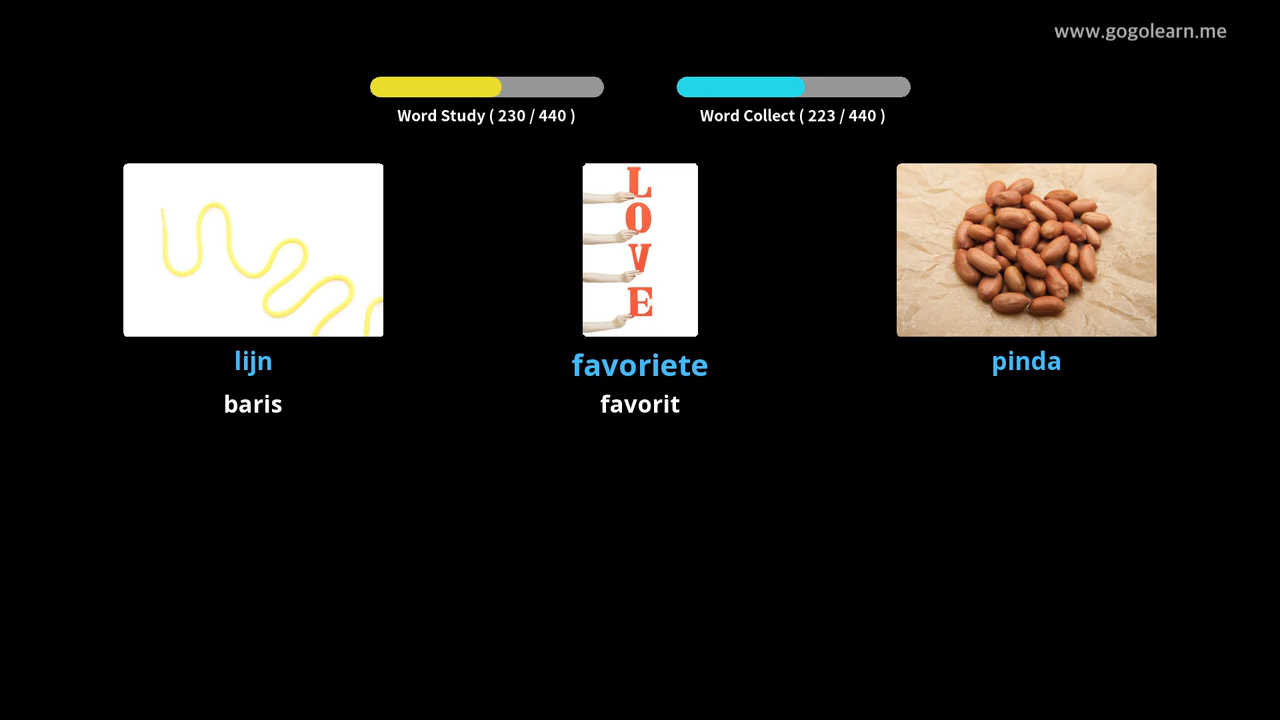 www.gogolearn.me
Word Study ( 230 / 440 )
Word Collect ( 223 / 440 )
L
O
V
E
lijn
favoriete
pinda
baris
favorit